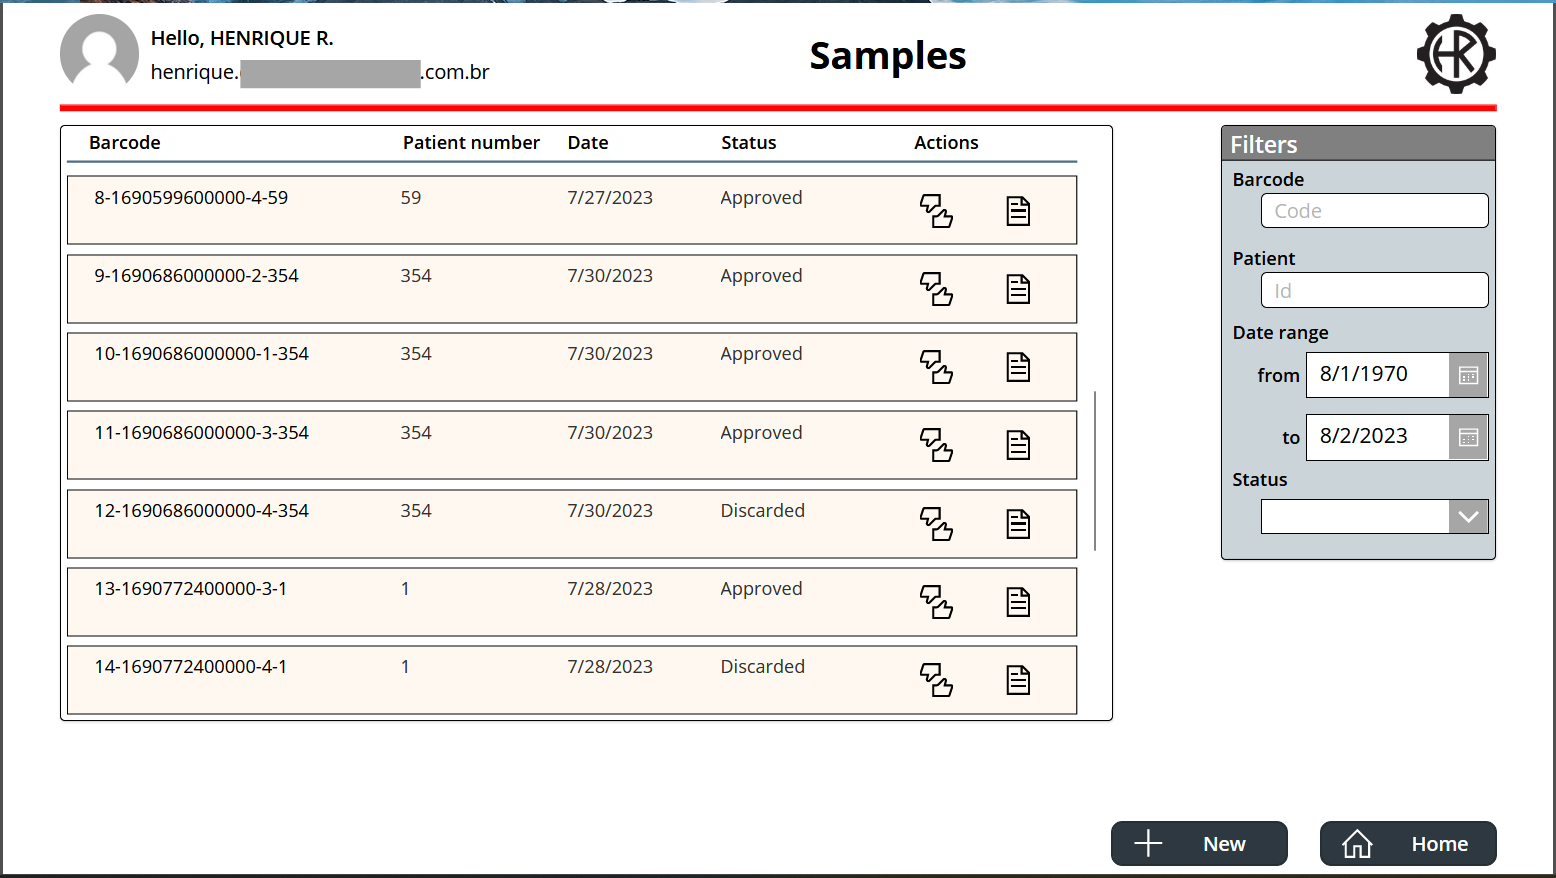 Hello, HENRIQUE R.
henrique. .com.br
Samples
HR
Barcode Patient number Date Status Actions
8-1690599600000-4-59 59 7/27/2023 Approved
9-1690686000000-2-354 354 7/30/2023 Approved
10-1690686000000-1-354 354 7/30/2023 Approved
11-1690686000000-3-354 354 7/30/2023 Approved
12-1690686000000-4-354 354 7/30/2023 Discarded
13-1690772400000-3-1 1 7/28/2023 Approved
14-1690772400000-4-1 1 7/28/2023 Discarded
Filters
Barcode
Code
Patient
Id
Date range
from 8/1/1970
to 8/2/2023
Status
New
Home